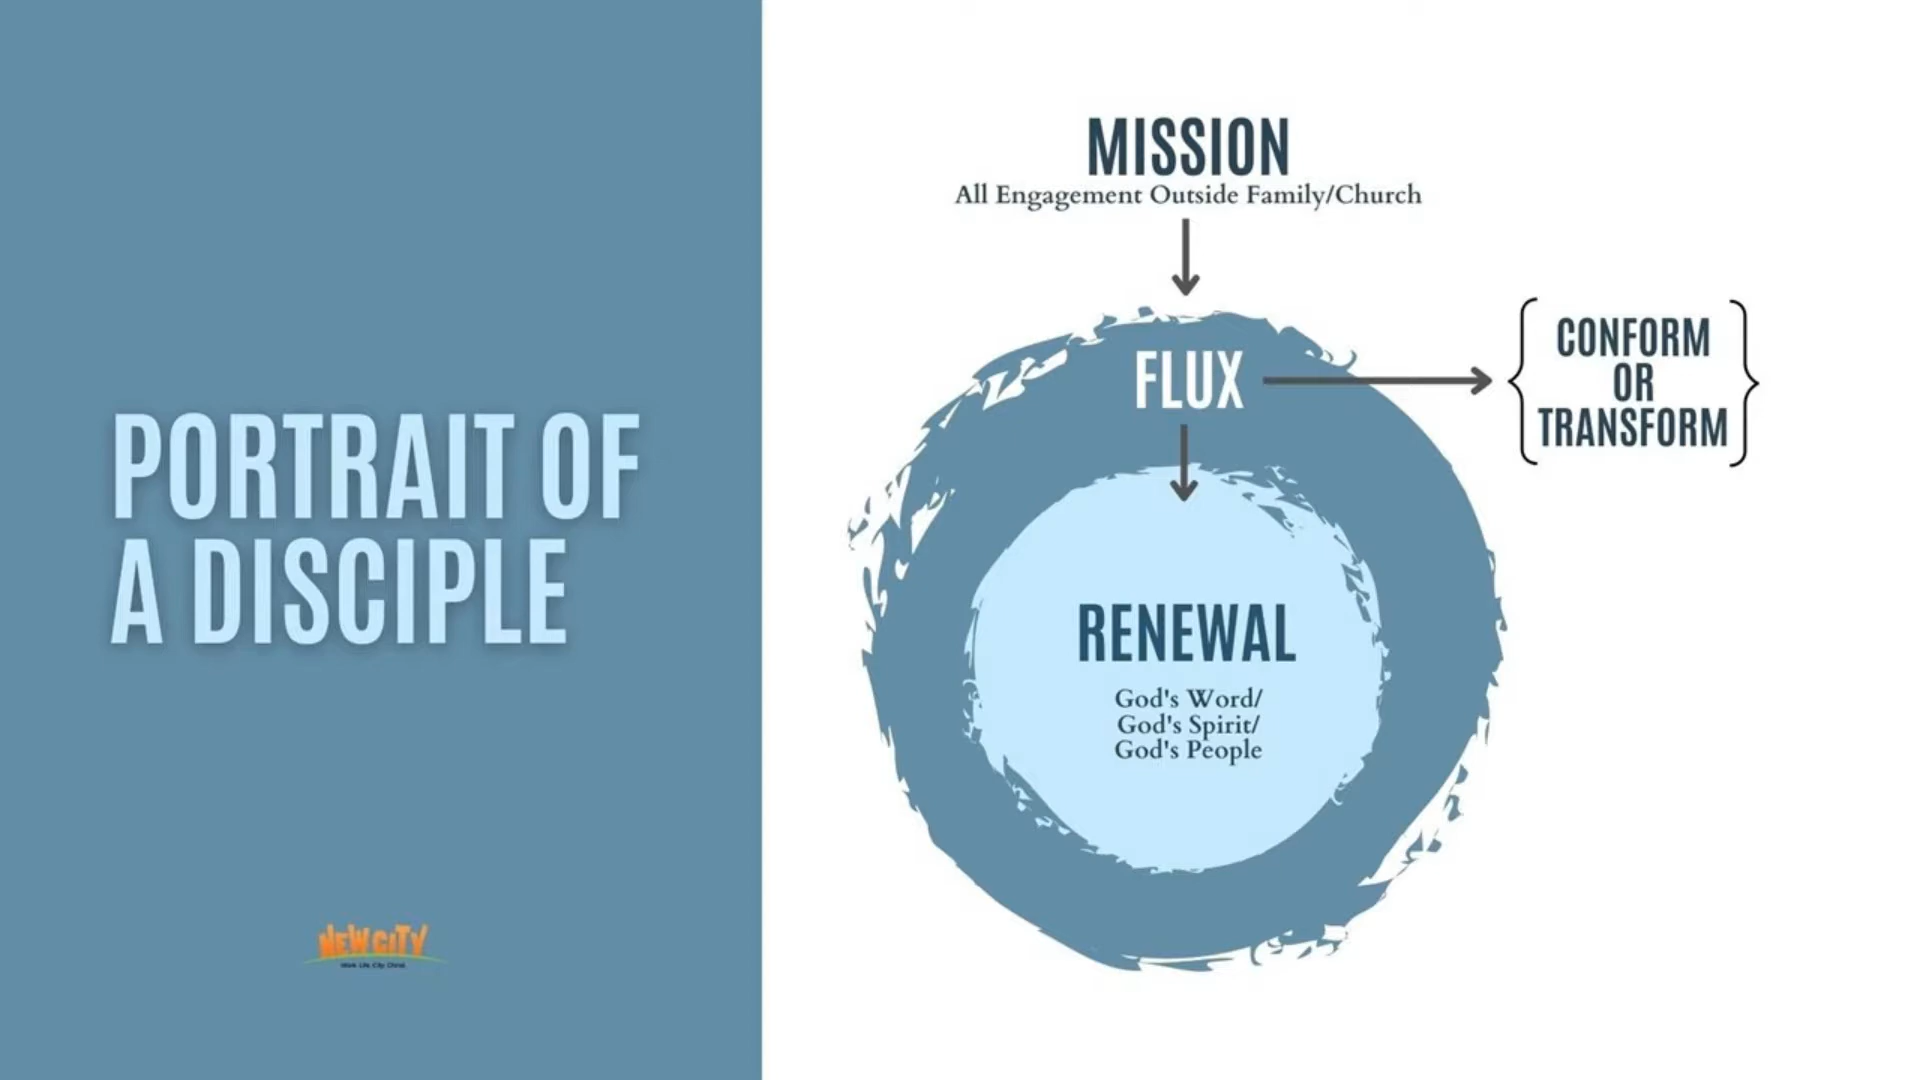 PORTRAIT OF
A DISCIPLE
NEW CITY
MISSION
All Engagement Outside Family/Church
FLUX
CONFORM
OR
TRANSFORM
RENEWAL
God's Word/
God's Spirit/
God's People